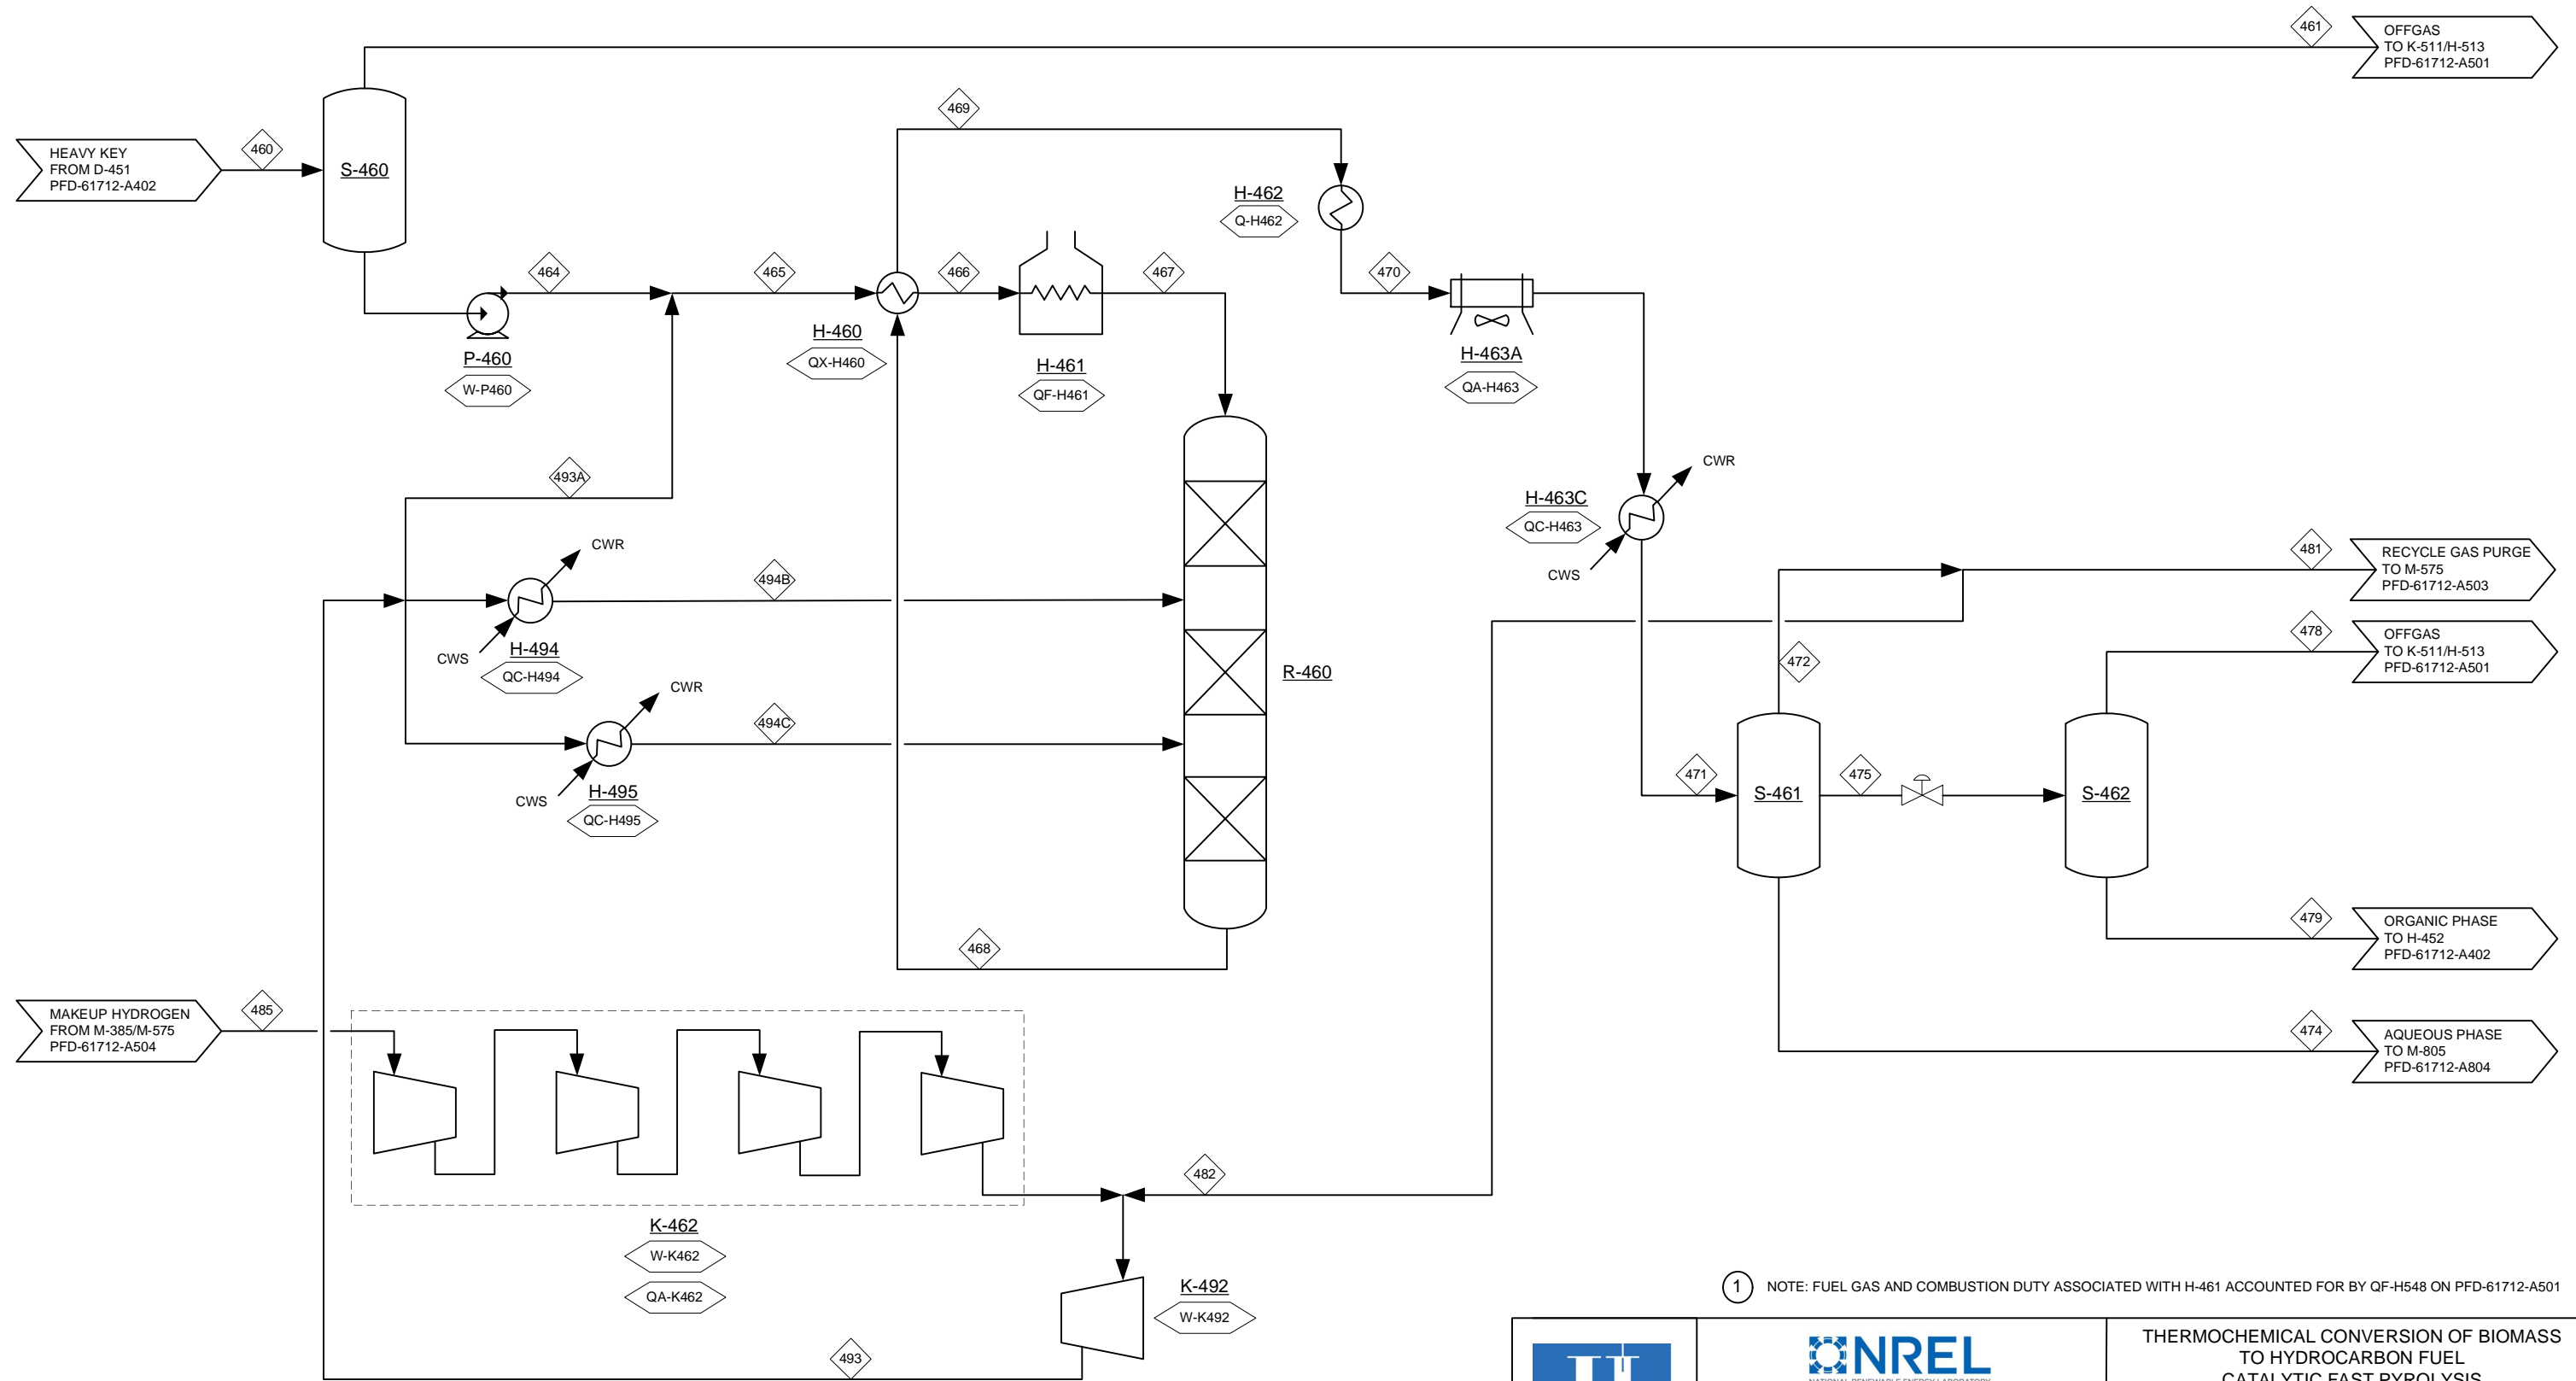 461
OFFGAS
TO K-511/H-513
PFD-61712-A501
469
HEAVY KEY
FROM D-451
PFD-61712-A402
460
S-460
H-462
Q-H462
464
465
466
467
470
P-460
W-P460
H-460
QX-H460
H-461
QF-H461
H-463A
QA-H463
493A
CWR
H-463C
QC-H463
CWS
CWR
494B
CWS
H-494
QC-H494
481
RECYCLE GAS PURGE
TO M-575
PFD-61712-A503
478
OFFGAS
TO K-511/H-513
PFD-61712-A501
472
R-460
CWR
494C
CWS
H-495
QC-H495
471
S-461
475
S-462
479
ORGANIC PHASE
TO H-452
PFD-61712-A402
468
MAKEUP HYDROGEN
FROM M-385/M-575
PFD-61712-A504
485
474
AQUEOUS PHASE
TO M-805
PFD-61712-A804
482
K-462
W-K462
QA-K462
K-492
W-K492
493
1 NOTE: FUEL GAS AND COMBUSTION DUTY ASSOCIATED WITH H-461 ACCOUNTED FOR BY QF-H548 ON PFD-61712-A501
NREL
NATIONAL RENEWABLE ENERGY LABORATORY
THERMOCHEMICAL CONVERSION OF BIOMASS
TO HYDROCARBON FUEL
CATALYTIC FAST PYROLYSIS